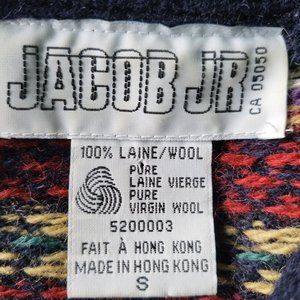 JACOB JR
CA 05050
100% LAINE/WOOL
PURE
LAINE VIERGE
PURE
VIRGIN WOOL
5200003
FAIT À HONG KONG
MADE IN HONG KONG
S